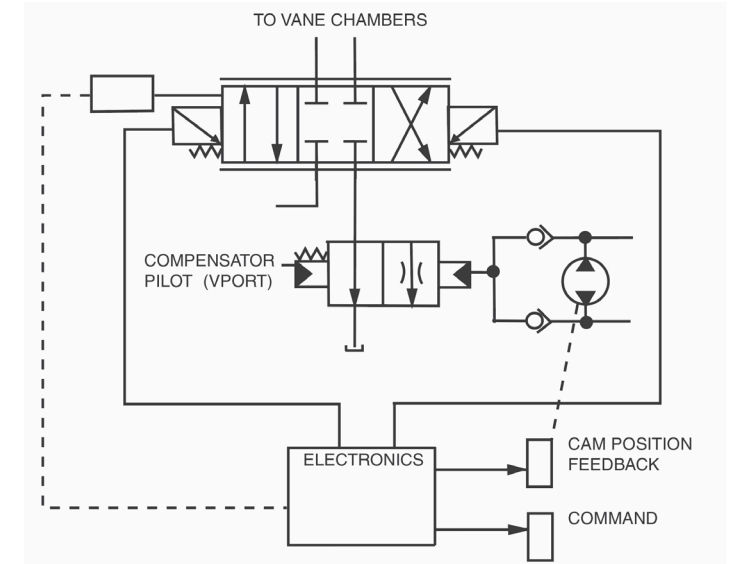 TO VANE CHAMBERS
COMPENSATOR
PILOT (VPORT)
ELECTRONICS
CAM POSITION
FEEDBACK
COMMAND